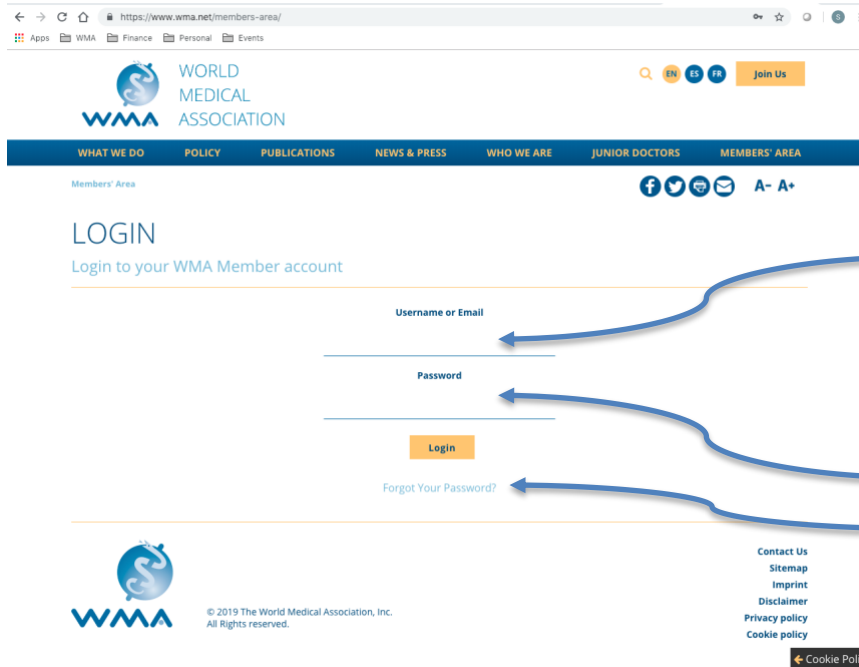 https://www.wma.net/members-area/
S
Apps WMA Finance Personal Events
WORLD
MEDICAL
ASSOCIATION
WMA
EN ES FR Join Us
WHAT WE DO POLICY PUBLICATIONS NEWS & PRESS WHO WE ARE JUNIOR DOCTORS MEMBERS' AREA
Members' Area
A- A+
LOGIN
Login to your WMA Member account
Username or Email
Password
Login
Forgot Your Password?
WMA
© 2019 The World Medical Association, Inc.
All Rights reserved.
Contact Us
Sitemap
Imprint
Disclaimer
Privacy policy
Cookie policy
Cookie Poli